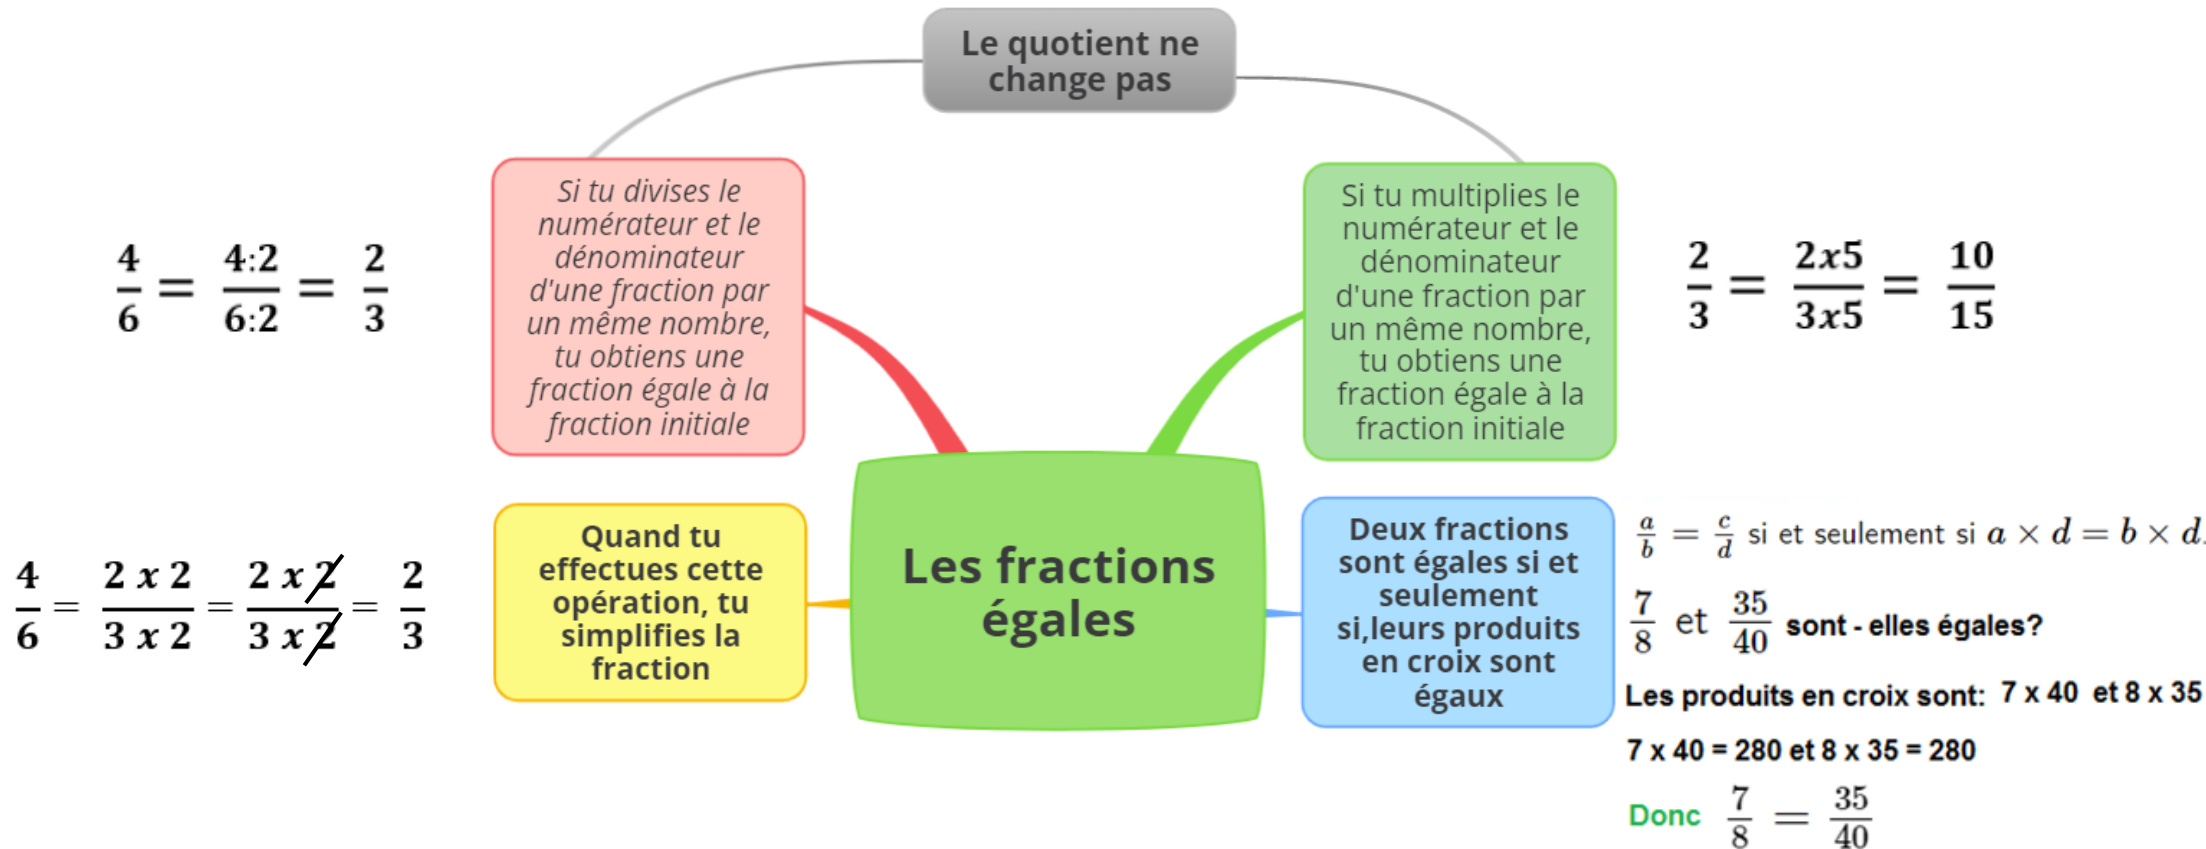 Le quotient ne
change pas
Si tu divises le
numérateur et le
dénominateur
d'une fraction par
un même nombre,
tu obtiens une
fraction égale à la
fraction initiale
4/6 = 4:2/6:2 = 2/3
Si tu multiplies le
numérateur et le
dénominateur
d'une fraction par
un même nombre,
tu obtiens une
fraction égale à la
fraction initiale
2/3 = 2x5/3x5 = 10/15
Les fractions
égales
Quand tu
effectues cette
opération, tu
simplifies la
fraction
4/6 = 2 x 2/3 x 2 = 2 x 2/3 x 2 = 2/3
Deux fractions
sont égales si et
seulement
si,leurs produits
en croix sont
égaux
a/b = c/d si et seulement si a × d = b × d.
7/8 et 35/40 sont - elles égales?
Les produits en croix sont: 7 x 40 et 8 x 35
7 x 40 = 280 et 8 x 35 = 280
Donc 7/8 = 35/40